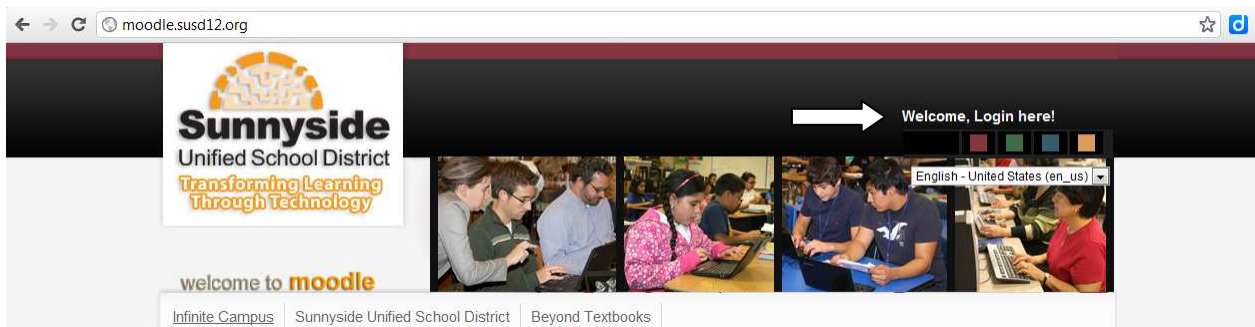 moodle.susd12.org
Sunnyside
Unified School District
Transforming Learning
Through Technology
Welcome, Login here!
English - United States (en_us)
welcome to moodle
Infinite Campus
Sunnyside Unified School District
Beyond Textbooks